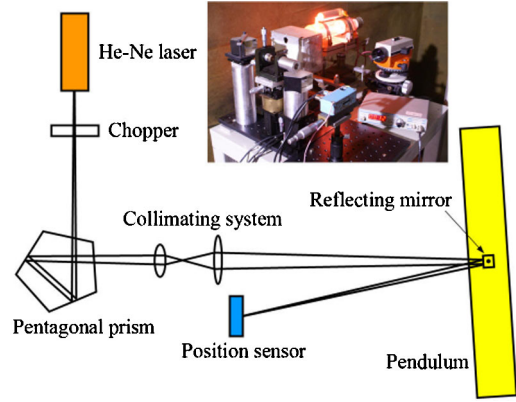 He-Ne laser
Chopper
Reflecting mirror
Collimating system
Pentagonal prism
Position sensor
Pendulum